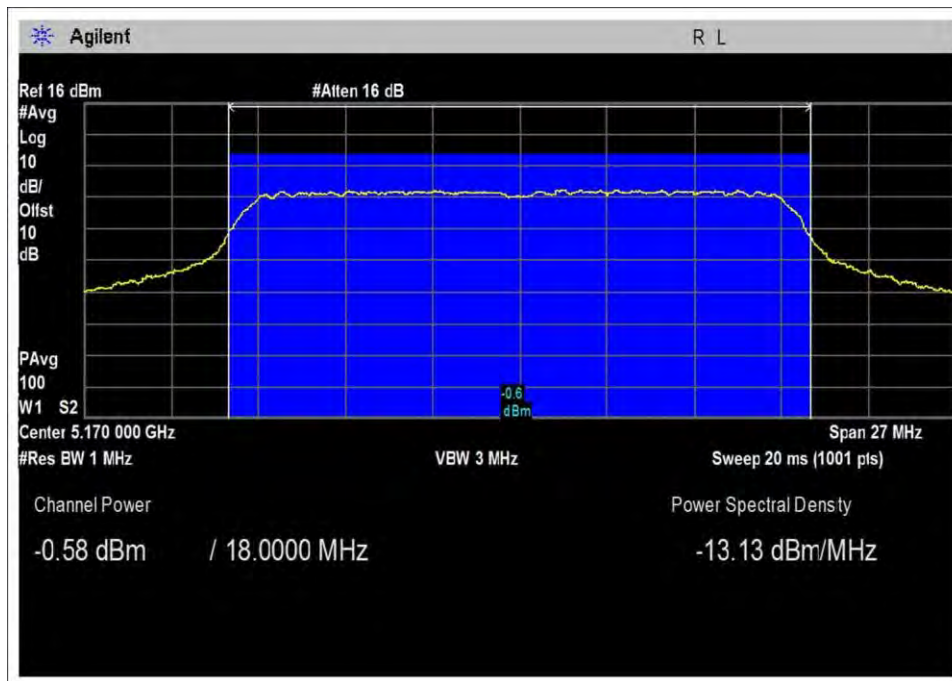 Agilent R L
Ref 16 dBm #Atten 16 dB
#Avg
Log
10
dB/
Offst
10
dB
PAvg
100
W1 S2
-0.6
dBm
Center 5.170 000 GHz Span 27 MHz
#Res BW 1 MHz VBW 3 MHz Sweep 20 ms (1001 pts)
Channel Power Power Spectral Density
-0.58 dBm / 18.0000 MHz -13.13 dBm/MHz